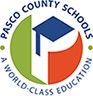 PASCO COUNTY SCHOOLS
A WORLD-CLASS EDUCATION